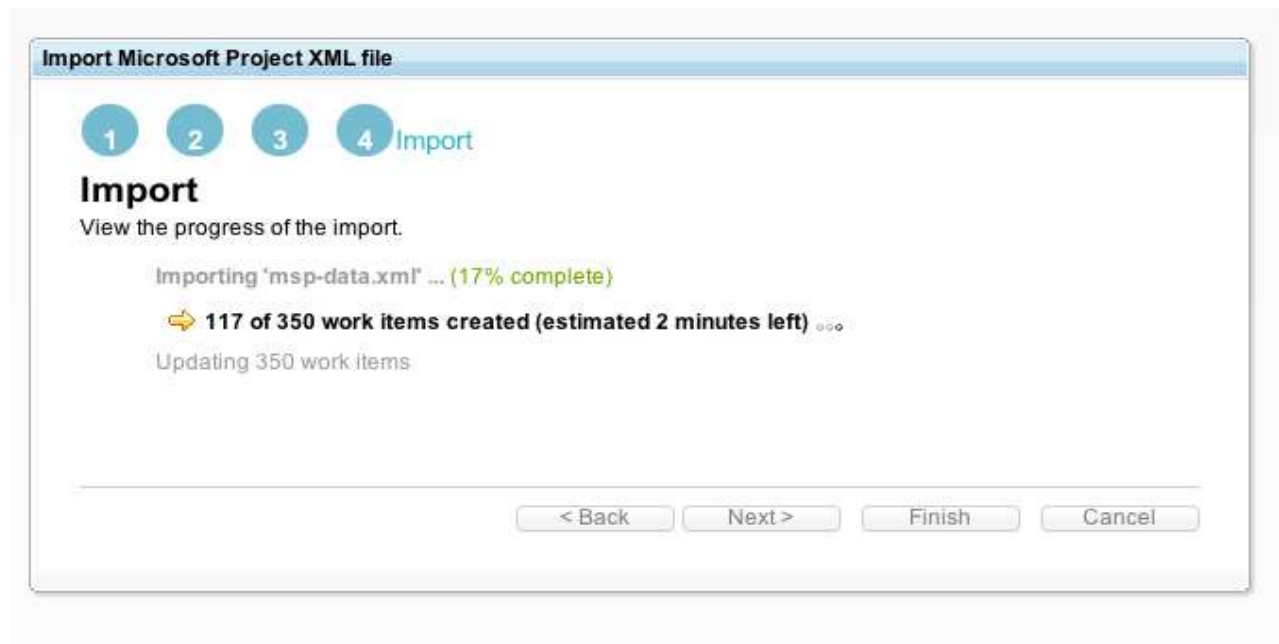 Import Microsoft Project XML file
1 2 3 4 Import
Import
View the progress of the import.
Importing 'msp-data.xml' ... (17% complete)
117 of 350 work items created (estimated 2 minutes left)
Updating 350 work items
< Back Next > Finish Cancel